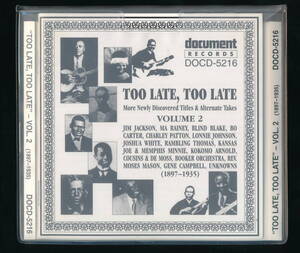 document
RECORDS
DOCD-5216
TOO LATE, TOO LATE
More Newly Discovered Titles & Alternate Takes
VOLUME 2
JIM JACKSON, MA RAINEY, BLIND BLAKE, BO
CARTER, CHARLEY PATTON, LONNIE JOHNSON,
JOSHUA WHITE, RAMBLING THOMAS, KANSAS
JOE & MEMPHIS MINNIE, KOKOMO ARNOLD,
COUSINS & DE MOSS, BOOKER ORCHESTRA, REV.
MOSES MASON, GENE CAMPBELL, UNKNOWNS
(1897-1935)
"TOO LATE, TOO LATE" - VOL. 2 (1897-1935)
DOCD-5216
DOCD-5216
"TOO LATE, TOO LATE" - VOL. 2 (1897-1935)